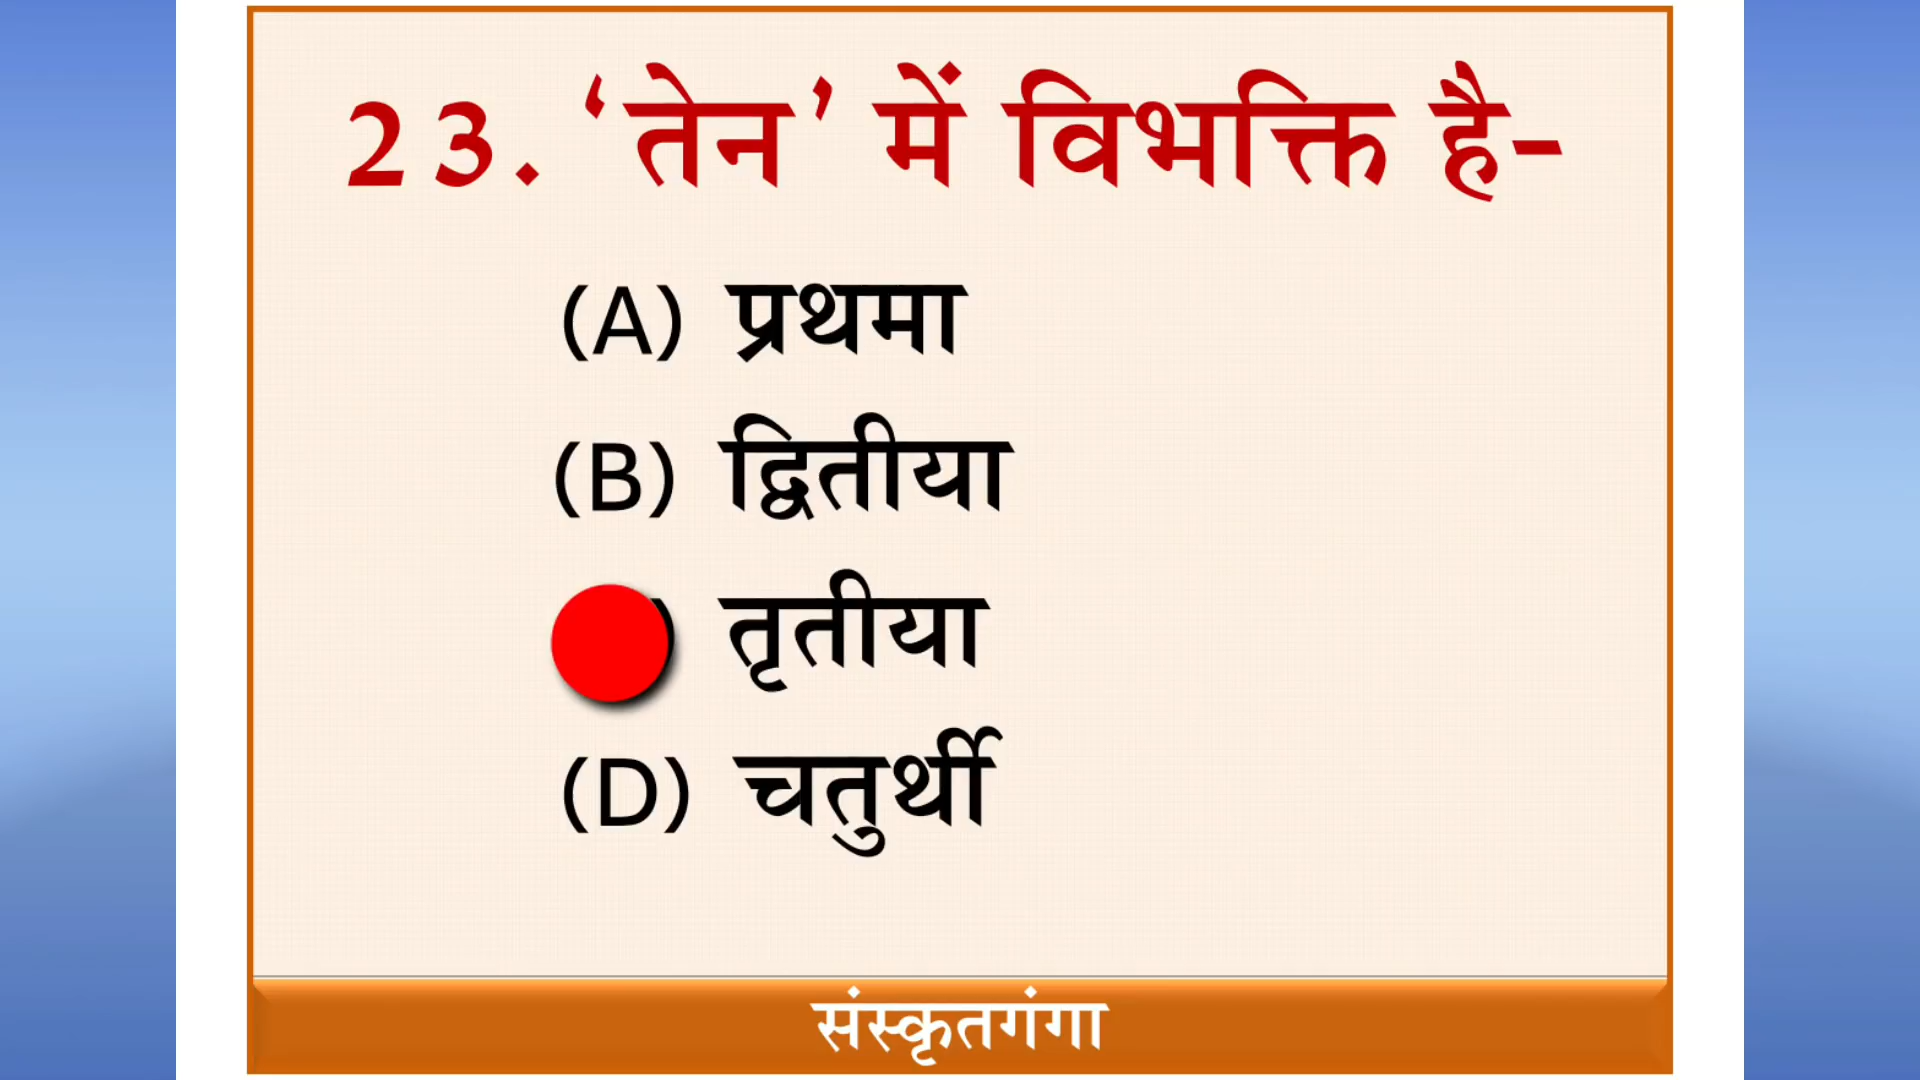 23. ‘तेन’ में विभक्ति है-
(A) प्रथमा
(B) द्वितीया
) तृतीया
(D) चतुर्थी
संस्कृतगंगा